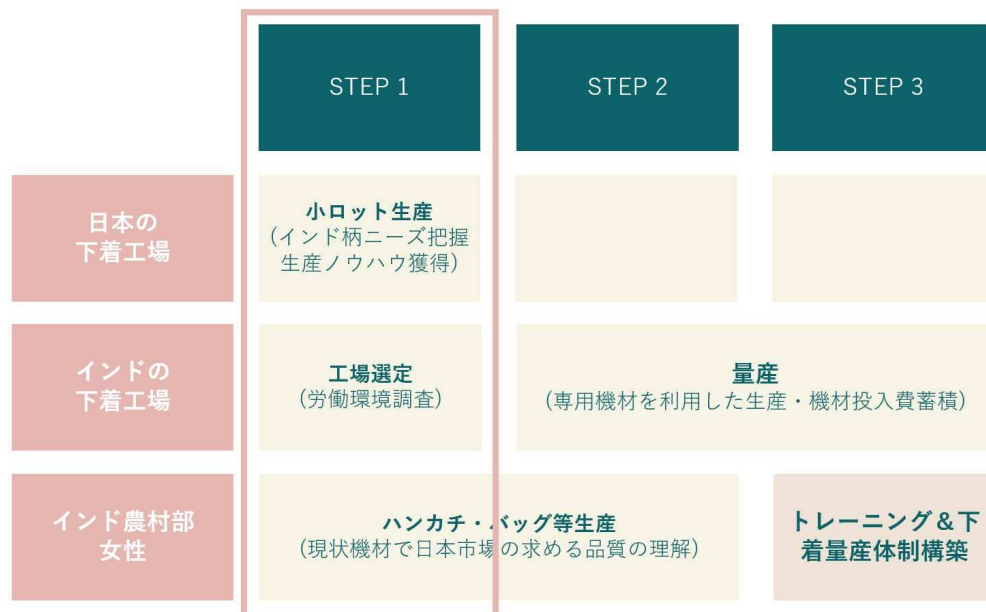 STEP 1
STEP 2
STEP 3
日本の
下着工場
小ロット生産
(インド柄ニーズ把握
生産ノウハウ獲得)
インドの
下着工場
工場選定
(労働環境調査)
量産
(専用機材を利用した生産・機材投入費蓄積)
インド農村部
女性
ハンカチ・バッグ等生産
(現状機材で日本市場の求める品質の理解)
トレーニング＆下
着量産体制構築